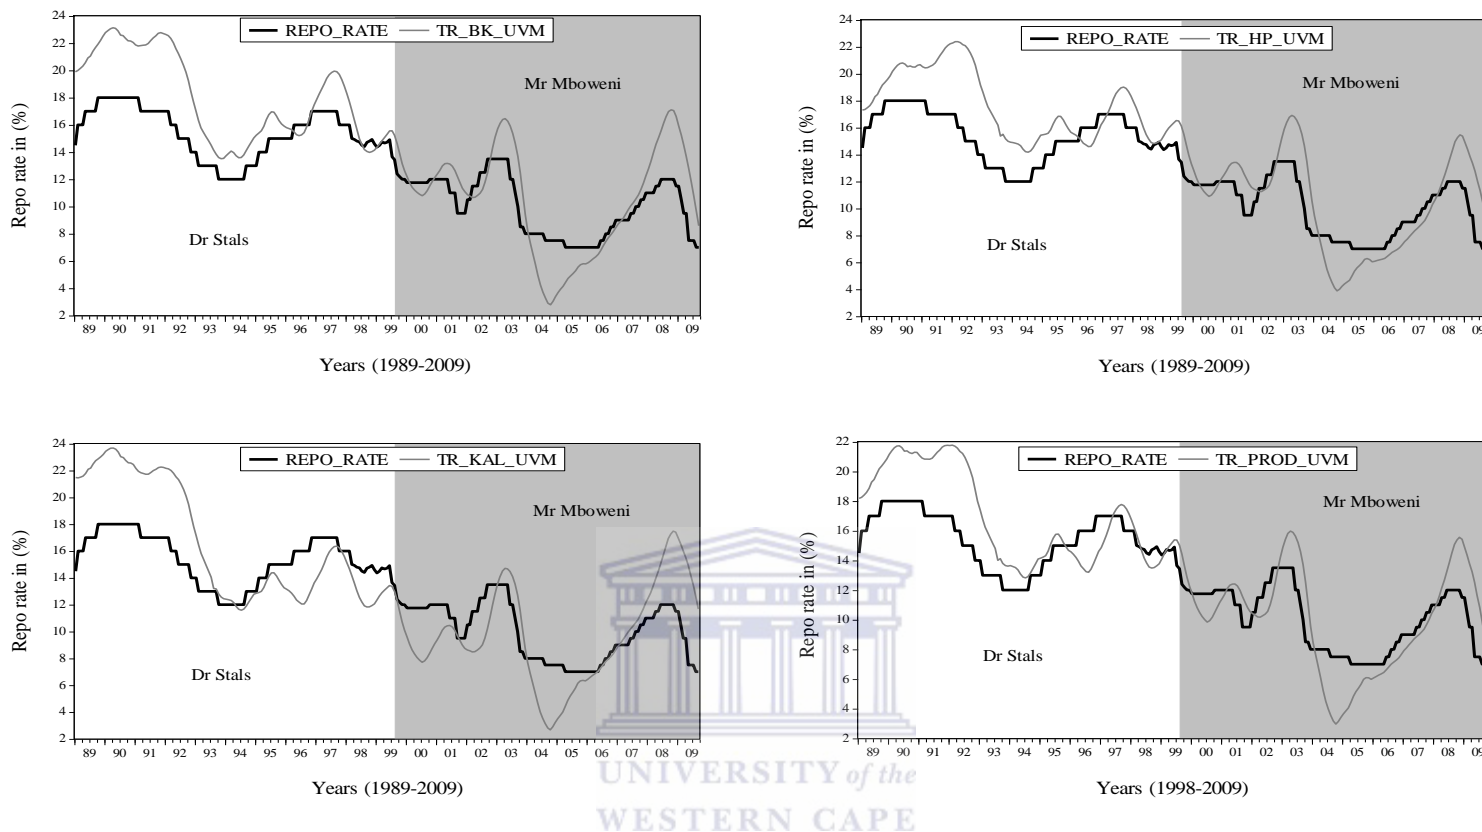 24
22
20
18
16
14
12
10
8
6
4
2
Repo rate in (%)
REPO_RATE TR_BK_UVM
Mr Mboweni
Dr Stals
89 90 91 92 93 94 95 96 97 98 99 00 01 02 03 04 05 06 07 08 09
Years (1989-2009)
24
22
20
18
16
14
12
10
8
6
4
2
Repo rate in (%)
REPO_RATE TR_HP_UVM
Mr Mboweni
Dr Stals
89 90 91 92 93 94 95 96 97 98 99 00 01 02 03 04 05 06 07 08 09
Years (1989-2009)
24
22
20
18
16
14
12
10
8
6
4
2
Repo rate in (%)
REPO_RATE TR_KAL_UVM
Mr Mboweni
Dr Stals
89 90 91 92 93 94 95 96 97 98 99 00 01 02 03 04 05 06 07 08 09
Years (1989-2009)
22
20
18
16
14
12
10
8
6
4
2
Repo rate in (%)
REPO_RATE TR_PROD_UVM
Mr Mboweni
Dr Stals
89 90 91 92 93 94 95 96 97 98 99 00 01 02 03 04 05 06 07 08 09
Years (1998-2009)
UNIVERSITY of the
WESTERN CAPE